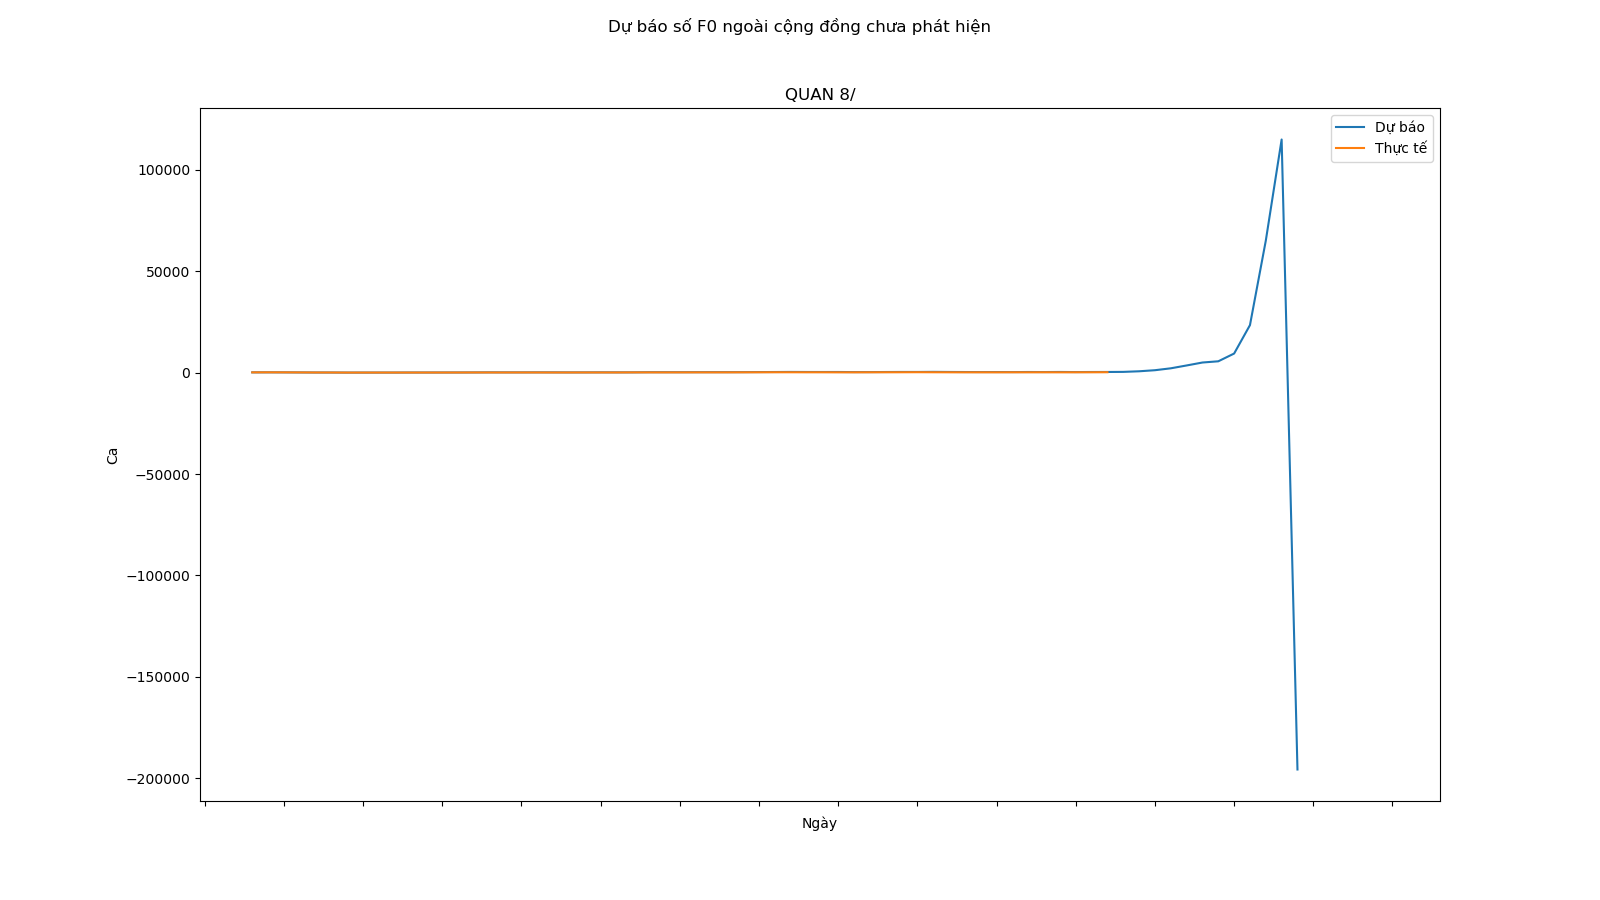 Dự báo số F0 ngoài cộng đồng chưa phát hiện
QUAN 8/
Dự báo
Thực tế
100000
50000
0
−50000
−100000
−150000
−200000
Ca
Ngày